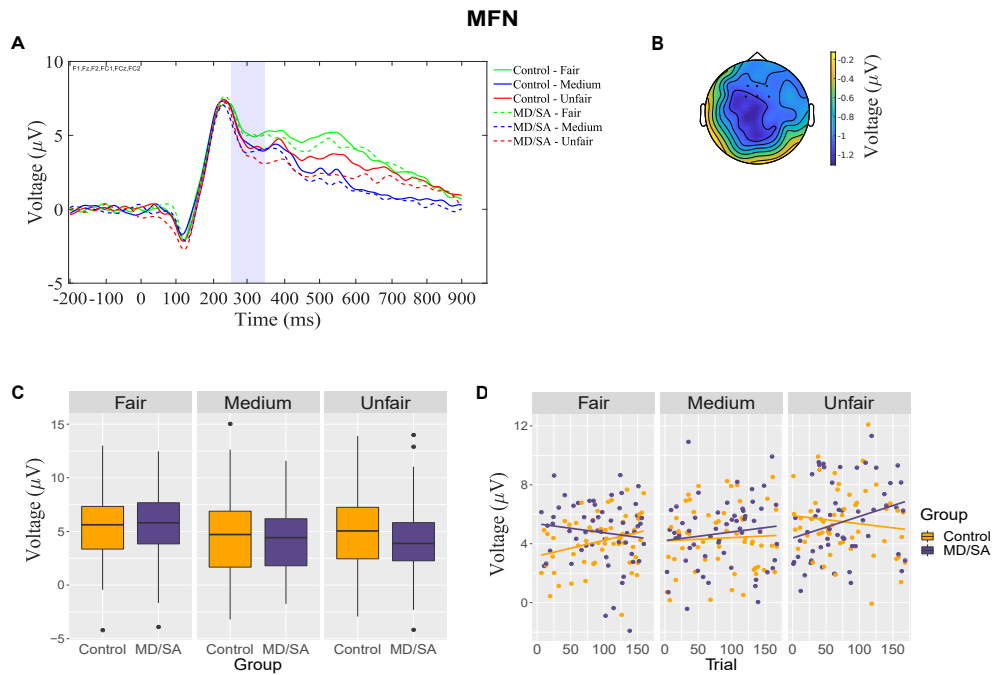 MFN
A
B
F1,Fz,F2,FC1,FCz,FC2
Control - Fair
Control - Medium
Control - Unfair
MD/SA - Fair
MD/SA - Medium
MD/SA - Unfair
10
5
0
-5
Voltage (μV)
-200 -100 0 100 200 300 400 500 600 700 800 900
Time (ms)
-0.2
-0.4
-0.6
-0.8
-1
-1.2
Voltage (μV)
C
Fair Medium Unfair
15
10
5
0
−5
Voltage (μV)
Control MD/SA Control MD/SA Control MD/SA
Group
D
Fair Medium Unfair
12
8
4
0
Voltage (μV)
0 50 100 150 0 50 100 150 0 50 100 150
Trial
Group
Control
MD/SA